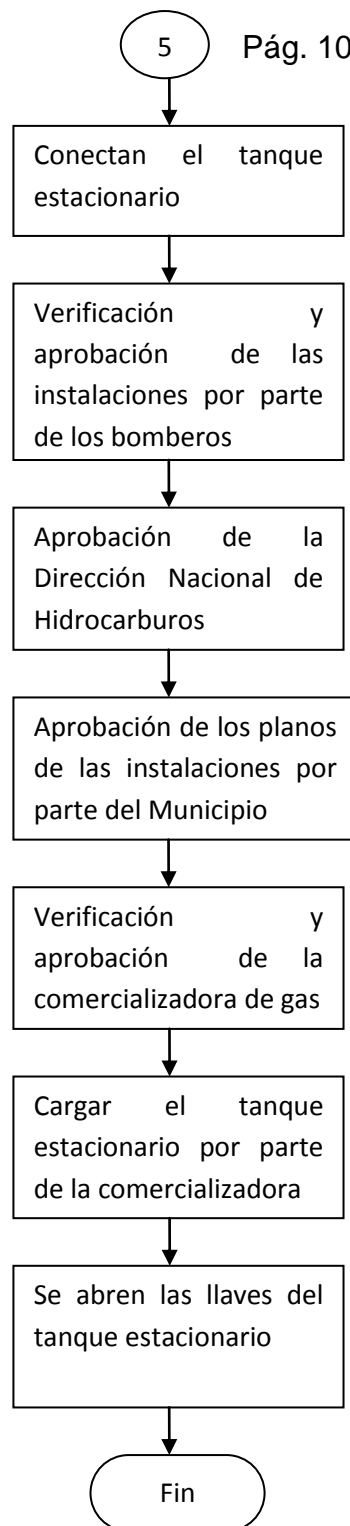 5 Pág. 10
Conectan el tanque
estacionario
Verificación y
aprobación de las
instalaciones por parte
de los bomberos
Aprobación de la
Dirección Nacional de
Hidrocarburos
Aprobación de los planos
de las instalaciones por
parte del Municipio
Verificación y
aprobación de la
comercializadora de gas
Cargar el tanque
estacionario por parte
de la comercializadora
Se abren las llaves del
tanque estacionario
Fin